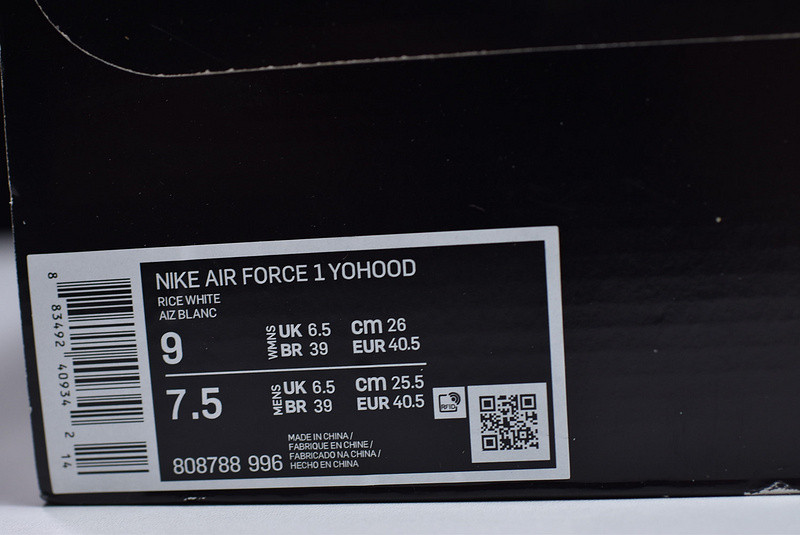 NIKE AIR FORCE 1 YOHOOD
RICE WHITE
AIZ BLANC
9 WMNS UK 6.5 cm 26
BR 39 EUR 40.5
7.5 MENS UK 6.5 cm 25.5
BR 39 EUR 40.5
RFID
808788 996
MADE IN CHINA /
FABRIQUE EN CHINE /
FABRICADO NA CHINA /
HECHO EN CHINA
8 83492 40934 2 14